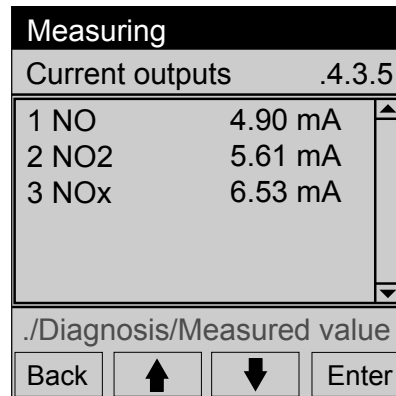 Measuring
Current outputs .4.3.5
1 NO 4.90 mA
2 NO2 5.61 mA
3 NOx 6.53 mA
./Diagnosis/Measured value
Back Enter